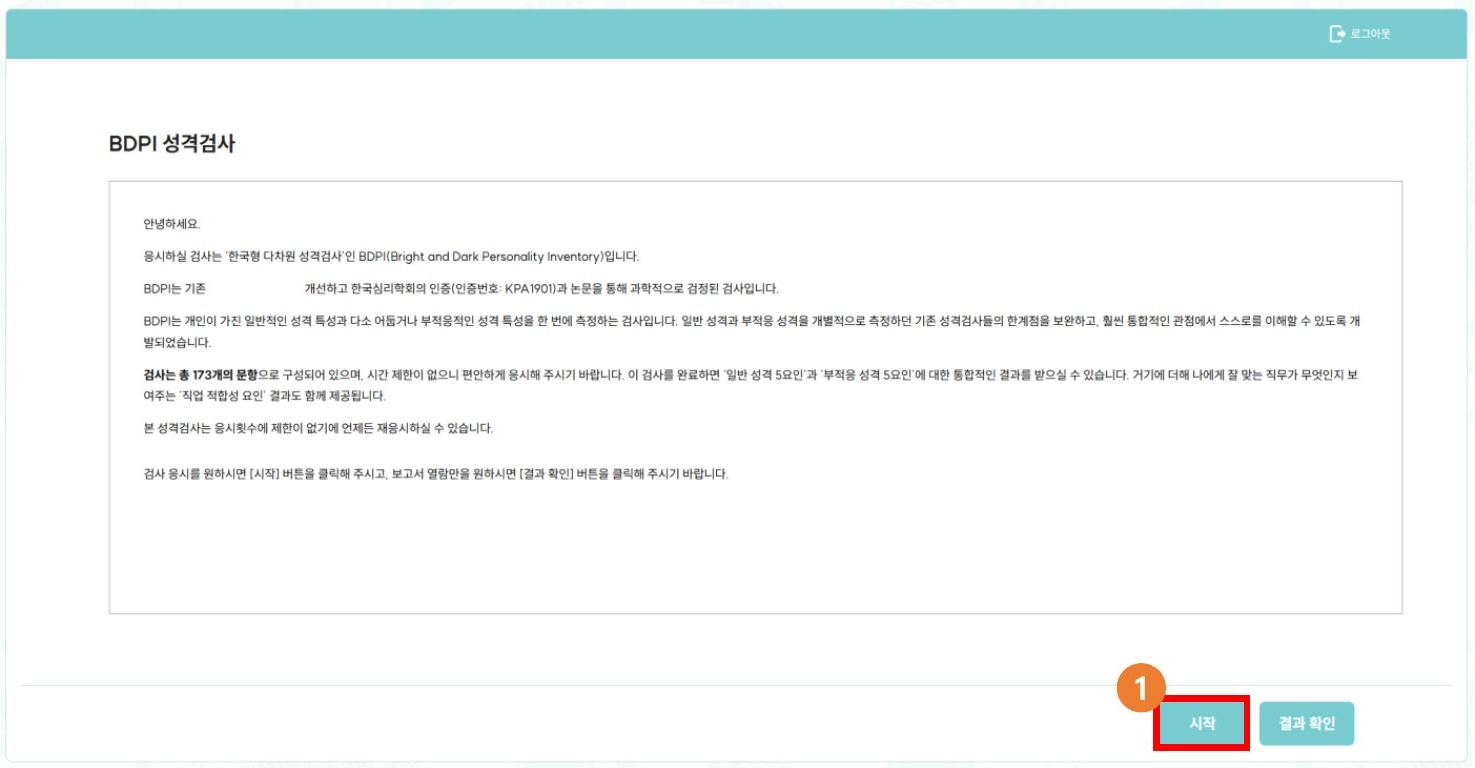 로그아웃
BDPI 성격검사
안녕하세요.
응시하실 검사는 '한국형 다차원 성격검사'인 BDPI(Bright and Dark Personality Inventory)입니다.
BDPI는 기존 개선하고 한국심리학회의 인증(인증번호: KPA1901)과 논문을 통해 과학적으로 검정된 검사입니다.
BDPI는 개인이 가진 일반적인 성격 특성과 다소 어둡거나 부적응적인 성격 특성을 한 번에 측정하는 검사입니다. 일반 성격과 부적응 성격을 개별적으로 측정하던 기존 성격검사들의 한계점을 보완하고, 훨씬 통합적인 관점에서 스스로를 이해할 수 있도록 개
발되었습니다.
검사는 총 173개의 문항으로 구성되어 있으며, 시간 제한이 없으니 편안하게 응시해 주시기 바랍니다. 이 검사를 완료하면 '일반 성격 5요인'과 '부적응 성격 5요인'에 대한 통합적인 결과를 받으실 수 있습니다. 거기에 더해 나에게 잘 맞는 직무가 무엇인지 보
여주는 '직업 적합성 요인' 결과도 함께 제공됩니다.
본 성격검사는 응시횟수에 제한이 없기에 언제든 재응시하실 수 있습니다.
검사 응시를 원하시면 [시작] 버튼을 클릭해 주시고, 보고서 열람만을 원하시면 [결과 확인] 버튼을 클릭해 주시기 바랍니다.
1
시작 결과 확인